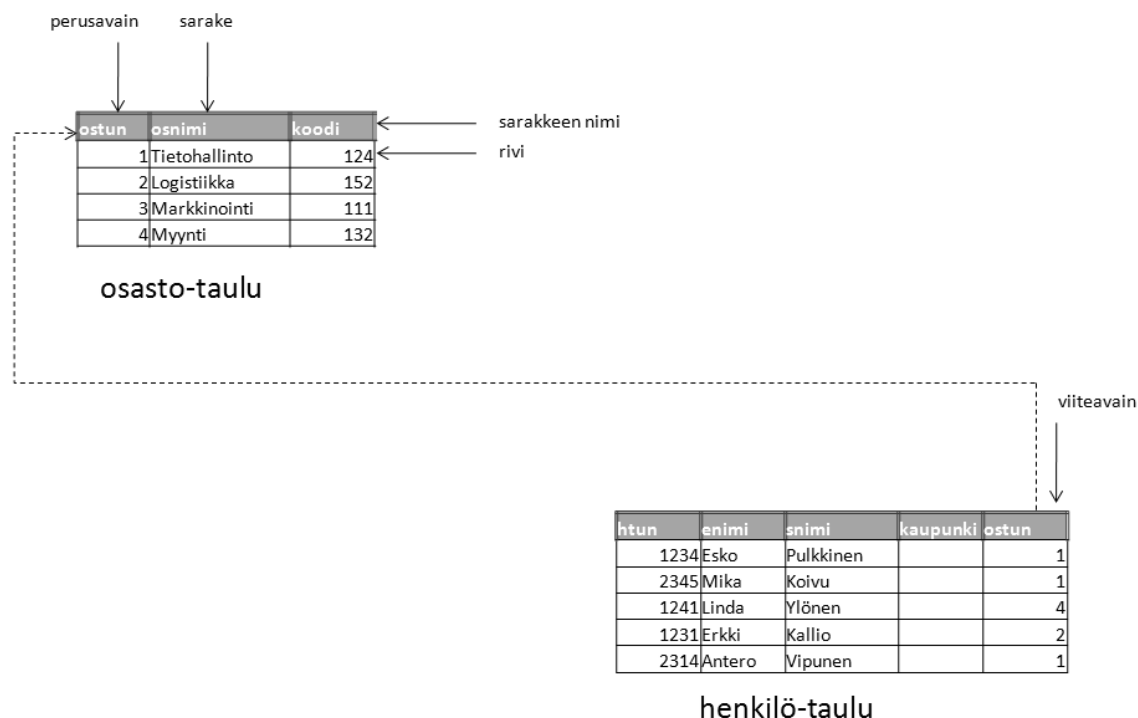 perusavain sarake
ostun osnimi koodi
sarakkeen nimi
1 Tietohallinto 124
rivi
2 Logistiikka 152
3 Markkinointi 111
4 Myynti 132
osasto-taulu
viiteavain
htun enimi snimi kaupunki ostun
1234 Esko Pulkkinen 1
2345 Mika Koivu 1
1241 Linda Ylönen 4
1231 Erkki Kallio 2
2314 Antero Vipunen 1
henkilö-taulu